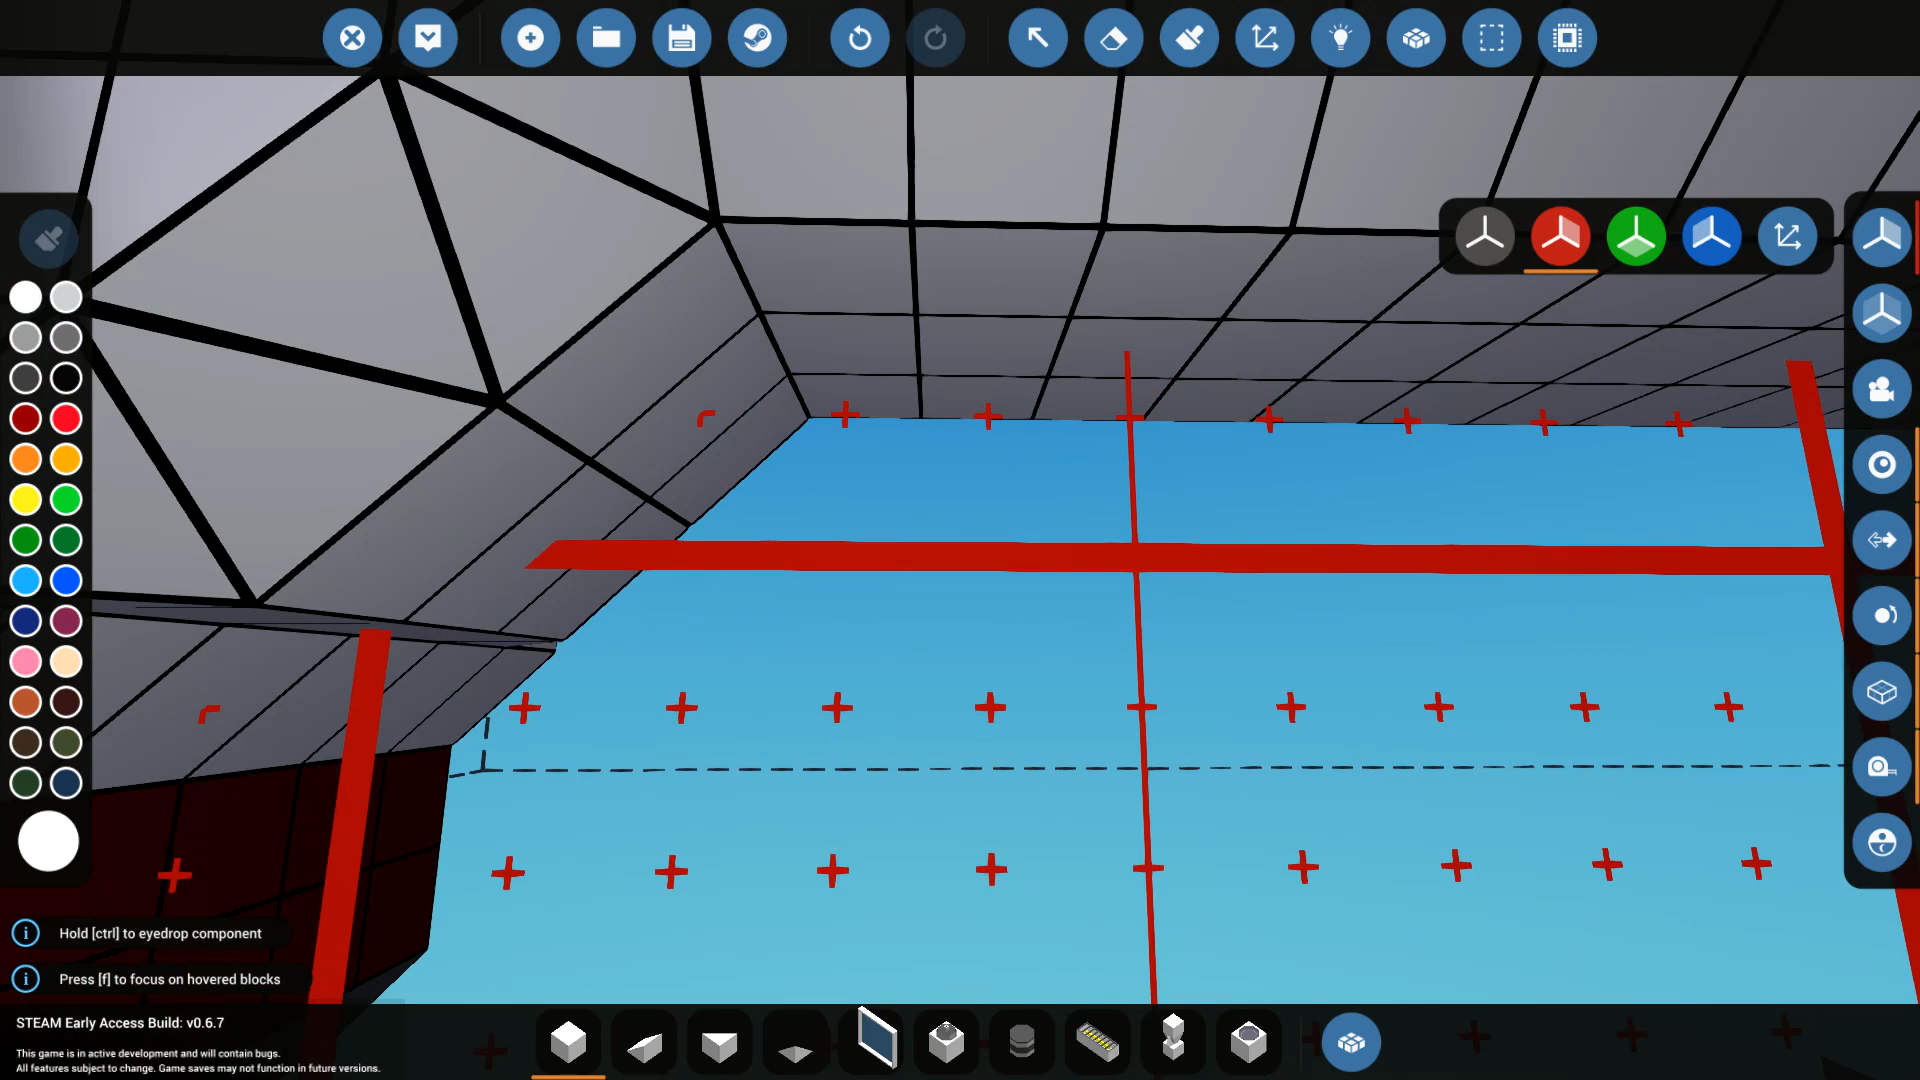 Hold [ctrl] to eyedrop component
Press [f] to focus on hovered blocks
STEAM Early Access Build: v0.6.7
This game is in active development and will contain bugs.
All features subject to change. Game saves may not function in future versions.